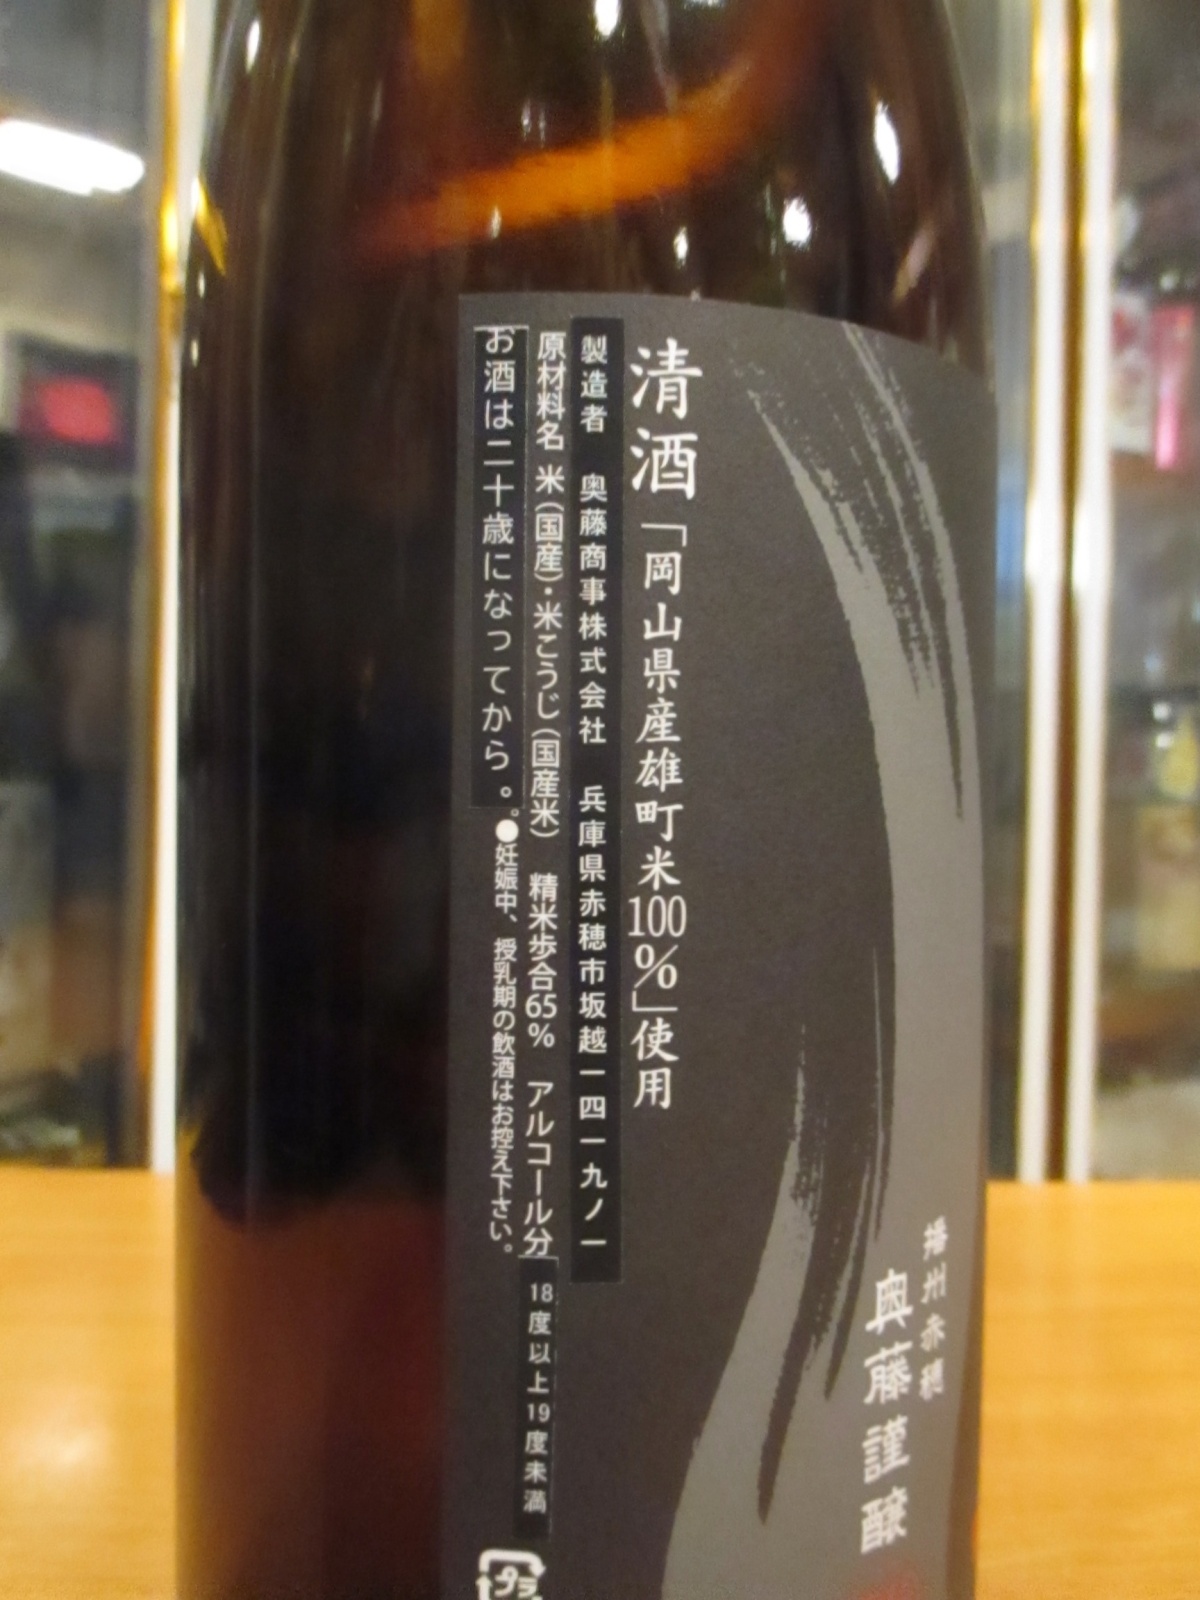 播州赤穂
奥藤謹醸
清酒「岡山県産雄町米100%」使用
製造者 奥藤商事株式会社 兵庫県赤穂市坂越一四一九ノ一
原材料名 米(国産)・米こうじ(国産米) 精米歩合65% アルコール分 18度以上19度未満
お酒は二十歳になってから。 ●妊娠中、授乳期の飲酒はお控え下さい。
プラ